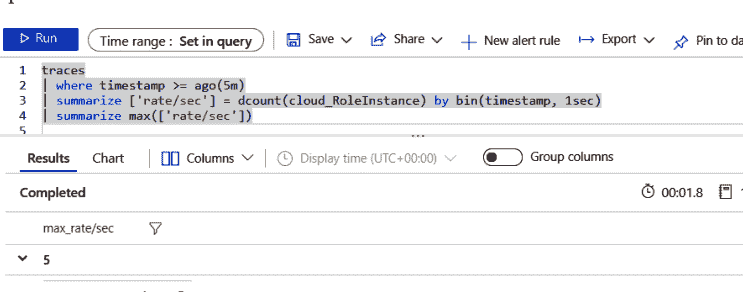 Run
Time range : Set in query
Save
Share
New alert rule
Export
Pin to da
1 traces
2 | where timestamp >= ago(5m)
3 | summarize ['rate/sec'] = dcount(cloud_RoleInstance) by bin(timestamp, 1sec)
4 | summarize max(['rate/sec'])
5
Results
Chart
Columns
Display time (UTC+00:00)
Group columns
Completed
00:01.8
max_rate/sec
5